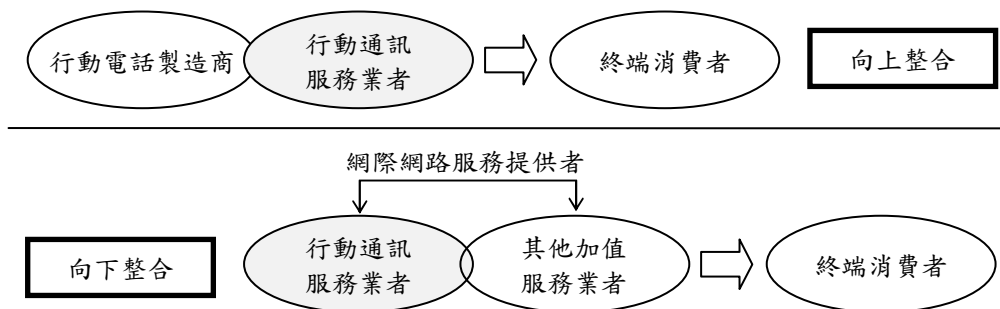 行動電話製造商
行動通訊
服務業者
終端消費者
向上整合
網際網路服務提供者
向下整合
行動通訊
服務業者
其他加值
服務業者
終端消費者